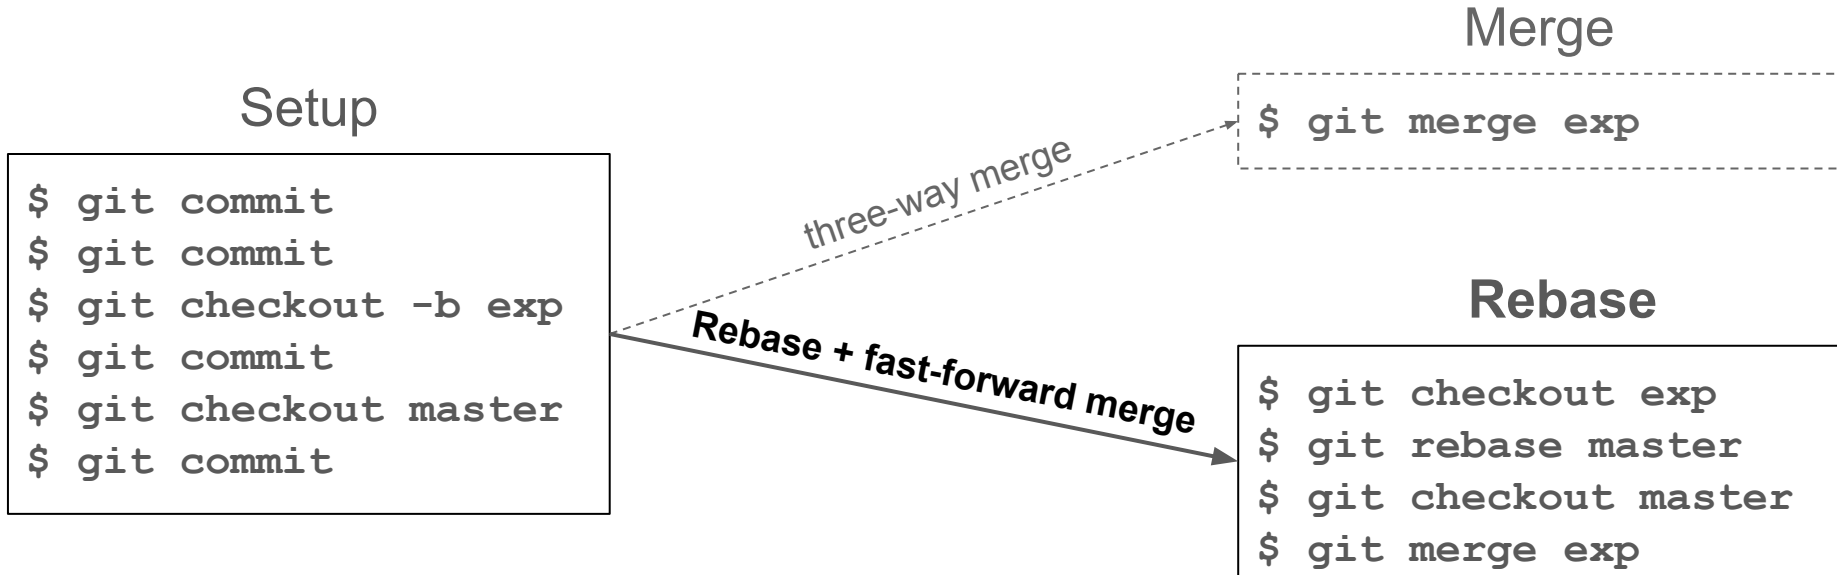 Setup
$ git commit
$ git commit
$ git checkout -b exp
$ git commit
$ git checkout master
$ git commit
three-way merge
Rebase + fast-forward merge
Merge
$ git merge exp
Rebase
$ git checkout exp
$ git rebase master
$ git checkout master
$ git merge exp